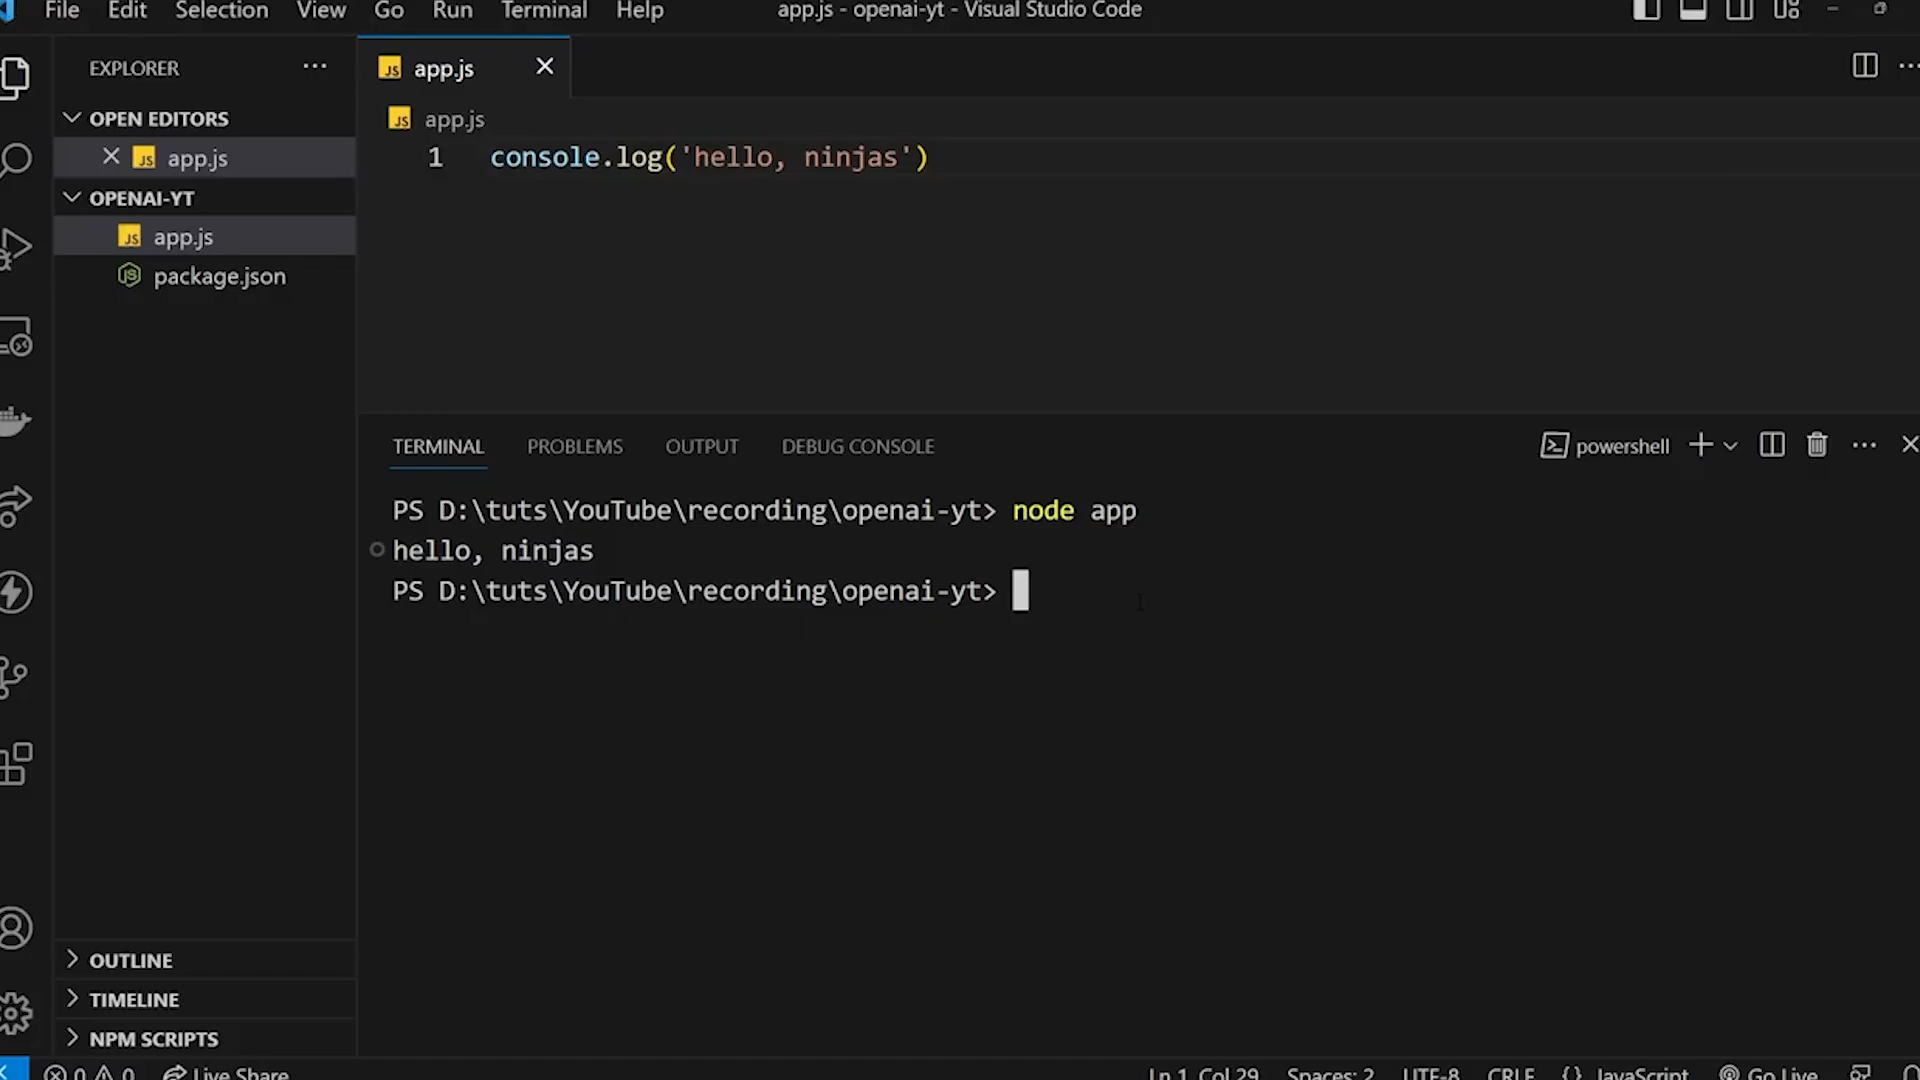 File Edit Selection View Go Run Terminal Help app.js - openai-yt - Visual Studio Code
EXPLORER
OPEN EDITORS
JS app.js
OPENAI-YT
JS app.js
package.json
OUTLINE
TIMELINE
NPM SCRIPTS
JS app.js
JS app.js
1 console.log('hello, ninjas')
TERMINAL PROBLEMS OUTPUT DEBUG CONSOLE powershell
PS D:\tuts\YouTube\recording\openai-yt> node app
hello, ninjas
PS D:\tuts\YouTube\recording\openai-yt>
0 0 Live Share Ln 1, Col 29 Spaces: 2 UTF-8 CRLF {} JavaScript Go Live